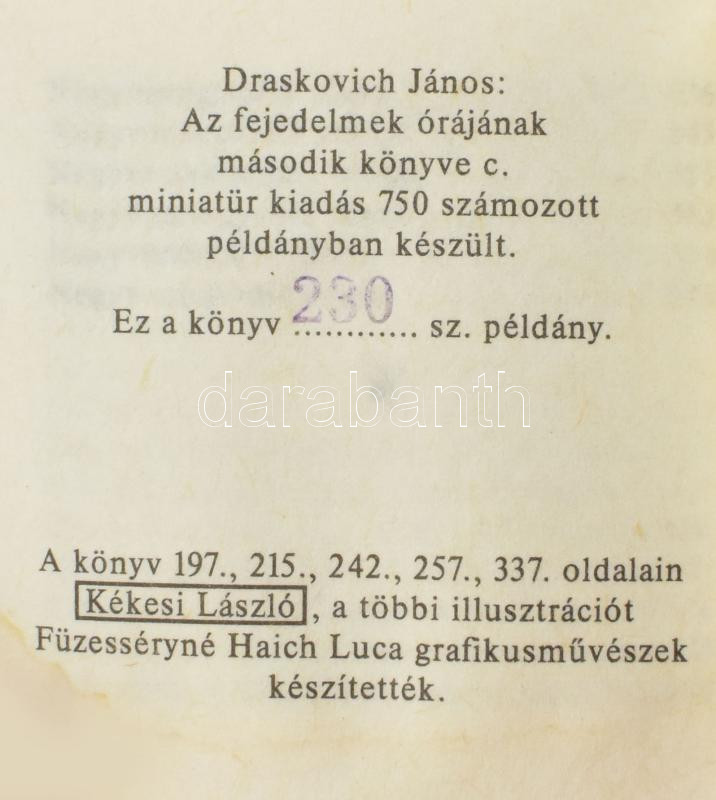 Draskovich János:
Az fejedelmek órájának
második könyve c.
miniatür kiadás 750 számozott
példányban készült.
230
Ez a könyv ............ sz. példány.
darabanth
A könyv 197., 215., 242., 257., 337. oldalain
Kékesi László, a többi illusztrációt
Füzesséryné Haich Luca grafikusművészek
készítették.